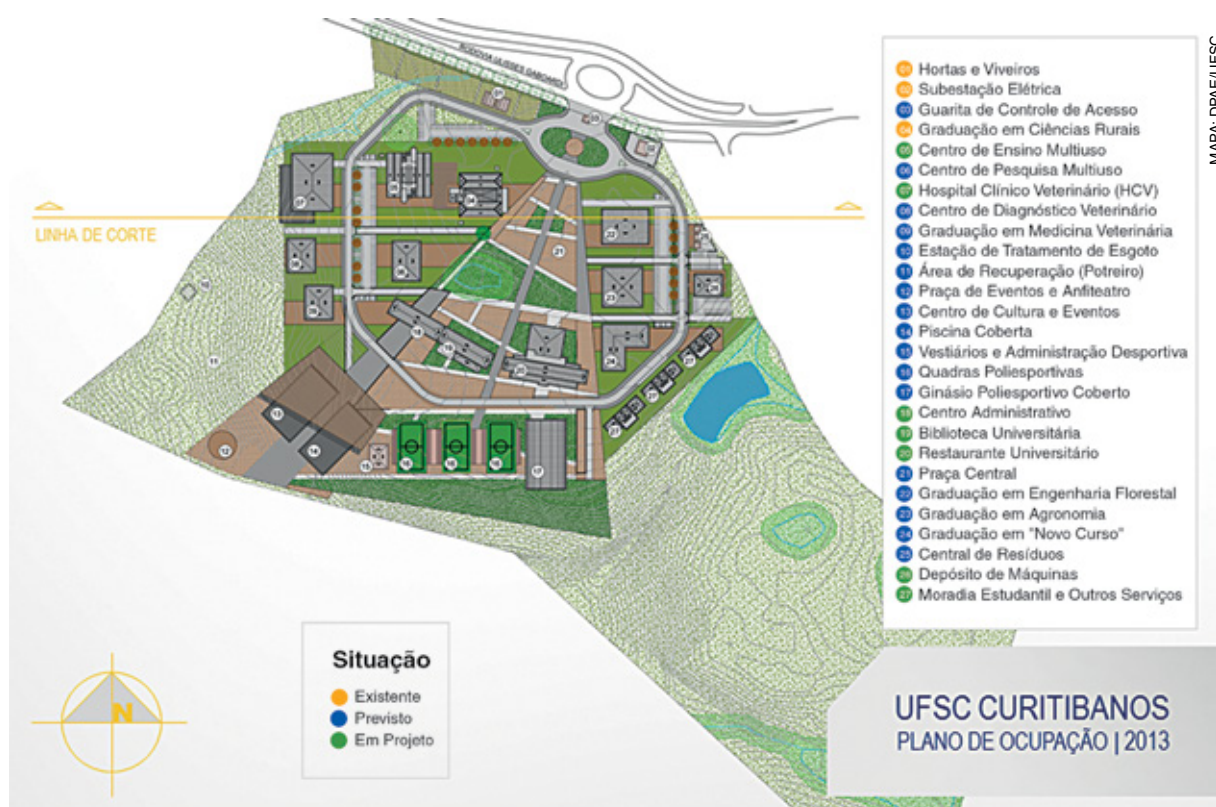 RODOVIA ULISSES GABOARDI
MAPA: DPAE/UFSC
01 Hortas e Viveiros
02 Subestação Elétrica
03 Guarita de Controle de Acesso
04 Graduação em Ciências Rurais
05 Centro de Ensino Multiuso
06 Centro de Pesquisa Multiuso
07 Hospital Clínico Veterinário (HCV)
08 Centro de Diagnóstico Veterinário
09 Graduação em Medicina Veterinária
10 Estação de Tratamento de Esgoto
11 Área de Recuperação (Potreiro)
12 Praça de Eventos e Anfiteatro
13 Centro de Cultura e Eventos
14 Piscina Coberta
15 Vestiários e Administração Desportiva
16 Quadras Poliesportivas
17 Ginásio Poliesportivo Coberto
18 Centro Administrativo
19 Biblioteca Universitária
20 Restaurante Universitário
21 Praça Central
22 Graduação em Engenharia Florestal
23 Graduação em Agronomia
24 Graduação em "Novo Curso"
25 Central de Resíduos
26 Depósito de Máquinas
27 Moradia Estudantil e Outros Serviços
LINHA DE CORTE
Situação
Existente
Previsto
Em Projeto
N
UFSC CURITIBANOS
PLANO DE OCUPAÇÃO | 2013